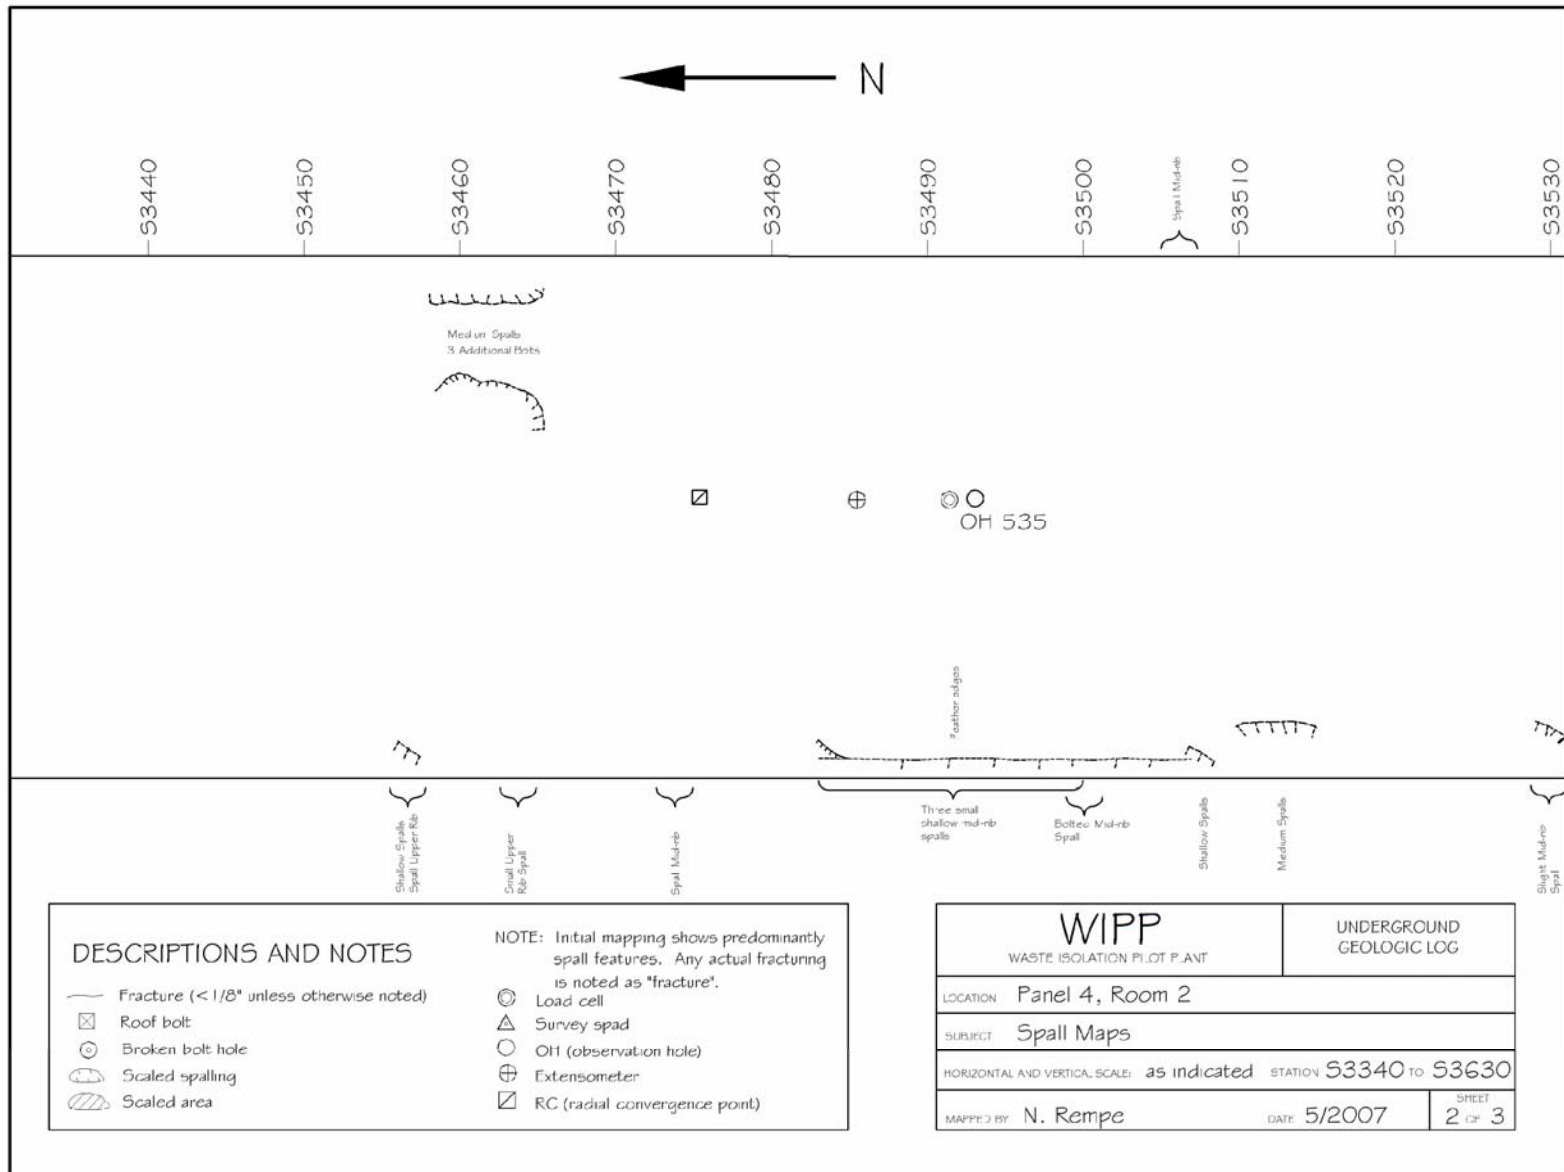 N
S3440
S3450
S3460
S3470
S3480
S3490
S3500
Spall Mid-rib
S3510
S3520
S3530
Medium Spalls
3 Additional Bolts
OH 535
Feather edges
Shallow Spalls
Spall Upper Rib
Small Upper
Rib Spall
Spall Mid-rib
Three small
shallow mid-rib
spalls
Bolted Mid-rib
Spall
Shallow Spalls
Medium Spalls
Slight Mid-rib
Spall
DESCRIPTIONS AND NOTES
Fracture (<1/8" unless otherwise noted)
Roof bolt
Broken bolt hole
Scaled spalling
Scaled area
NOTE: Initial mapping shows predominantly
spall features. Any actual fracturing
is noted as "fracture".
Load cell
Survey spad
OH (observation hole)
Extensometer
RC (radial convergence point)
WIPP
WASTE ISOLATION PILOT PLANT
UNDERGROUND
GEOLOGIC LOG
LOCATION Panel 4, Room 2
SUBJECT Spall Maps
HORIZONTAL AND VERTICAL SCALE: as indicated STATION S3340 TO S3630
MAPPED BY N. Rempe DATE 5/2007
SHEET
2 OF 3